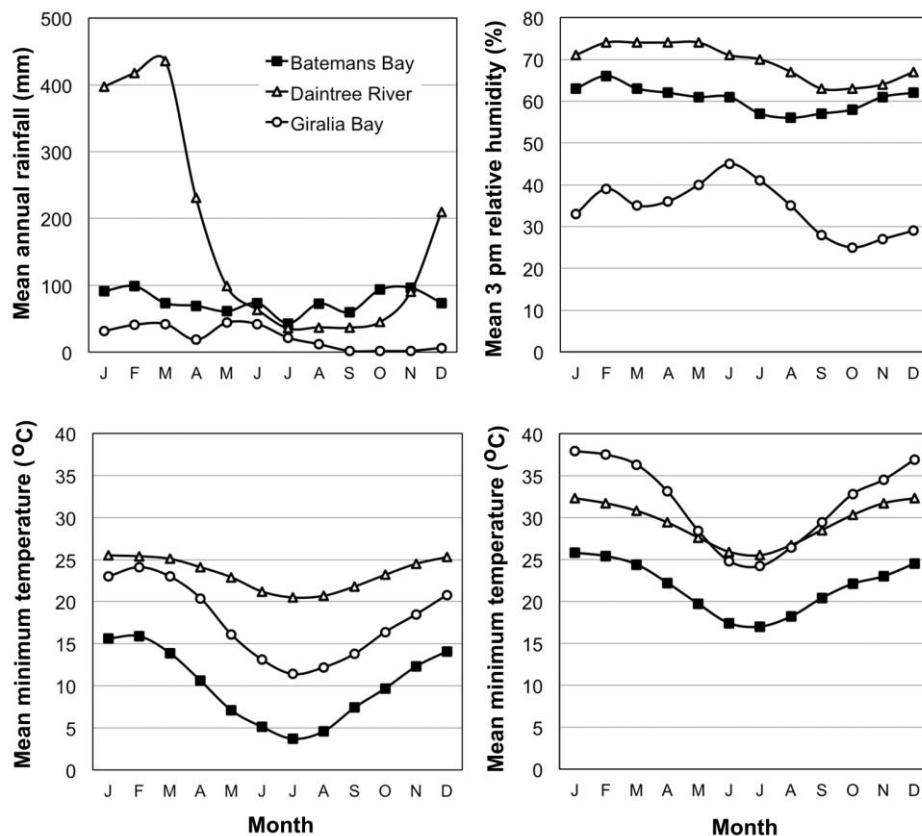 Mean annual rainfall (mm)
500
400
300
200
100
0
Batemans Bay
Daintree River
Giralia Bay
J F M A M J J A S O N D
Mean 3 pm relative humidity (%)
80
70
60
50
40
30
20
10
0
J F M A M J J A S O N D
Mean minimum temperature (ºC)
40
35
30
25
20
15
10
5
0
J F M A M J J A S O N D
Month
Mean minimum temperature (ºC)
40
35
30
25
20
15
10
5
0
J F M A M J J A S O N D
Month